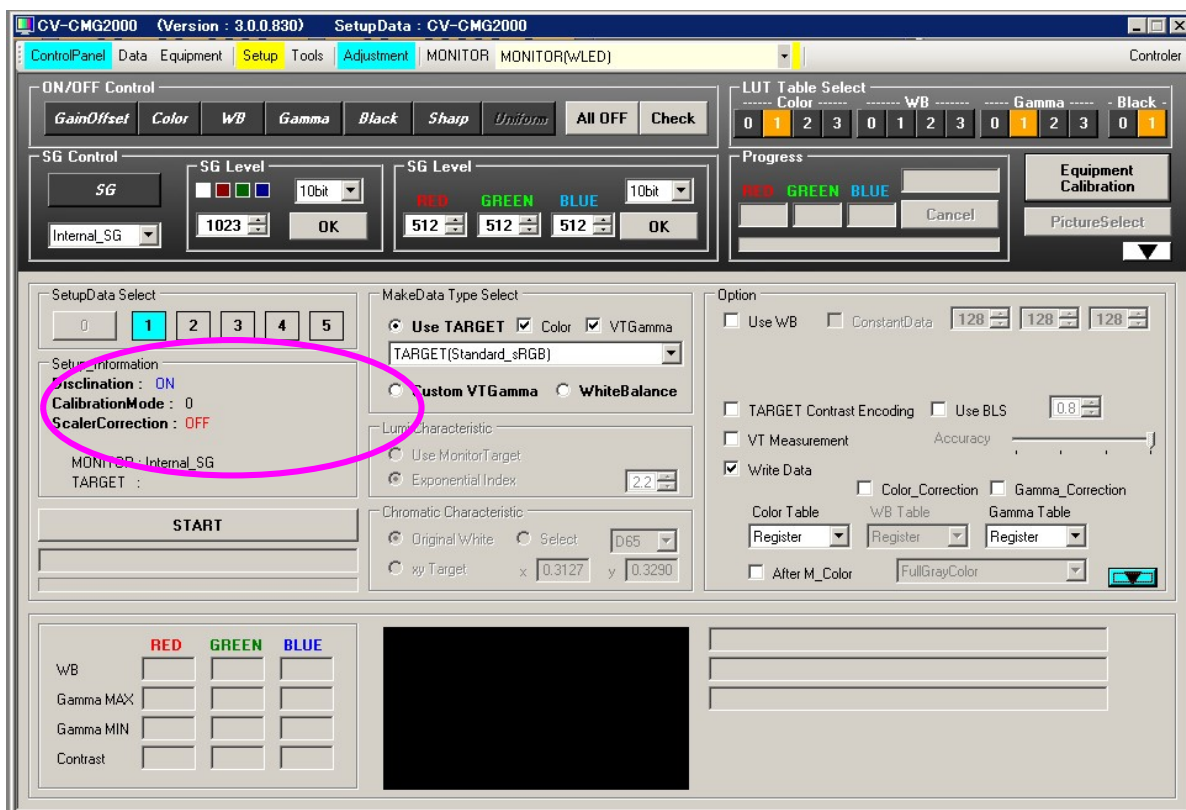 CV-CMG2000 (Version : 3.0.0.830) SetupData : CV-CMG2000
ControlPanel Data Equipment Setup Tools Adjustment MONITOR MONITOR(WLED) Controler
ON/OFF Control
GainOffset Color WB Gamma Black Sharp Uniform All OFF Check
LUT Table Select
------ Color ------ ------- WB ------- ----- Gamma ----- - Black -
0 1 2 3 0 1 2 3 0 1 2 3 0 1
SG Control
SG
Internal_SG
SG Level
10bit
1023 OK
SG Level
RED GREEN BLUE 10bit
512 512 512 OK
Progress
RED GREEN BLUE
Cancel
Equipment
Calibration
PictureSelect
SetupData Select
0 1 2 3 4 5
Setup_Information
Disclination : ON
CalibrationMode : 0
ScalerCorrection : OFF
MONITOR : Internal_SG
TARGET :
START
MakeData Type Select
Use TARGET Color VTGamma
TARGET(Standard_sRGB)
Custom VTGamma WhiteBalance
Lumi Characteristic
Use MonitorTarget
Exponential Index 2.2
Chromatic Characteristic
Original White Select D65
xy Target x 0.3127 y 0.3290
Option
Use WB ConstantData 128 128 128
TARGET Contrast Encoding Use BLS 0.8
VT Measurement Accuracy
Write Data
Color_Correction Gamma_Correction
Color Table WB Table Gamma Table
Register Register Register
After M_Color FullGrayColor
RED GREEN BLUE
WB
Gamma MAX
Gamma MIN
Contrast